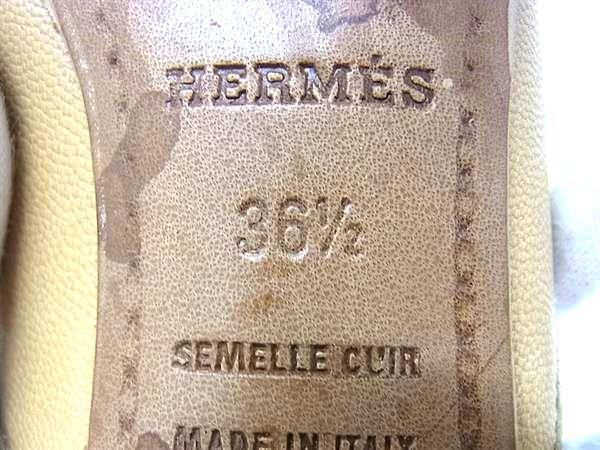 HERMÈS
36½
SEMELLE CUIR
MADE IN ITALY